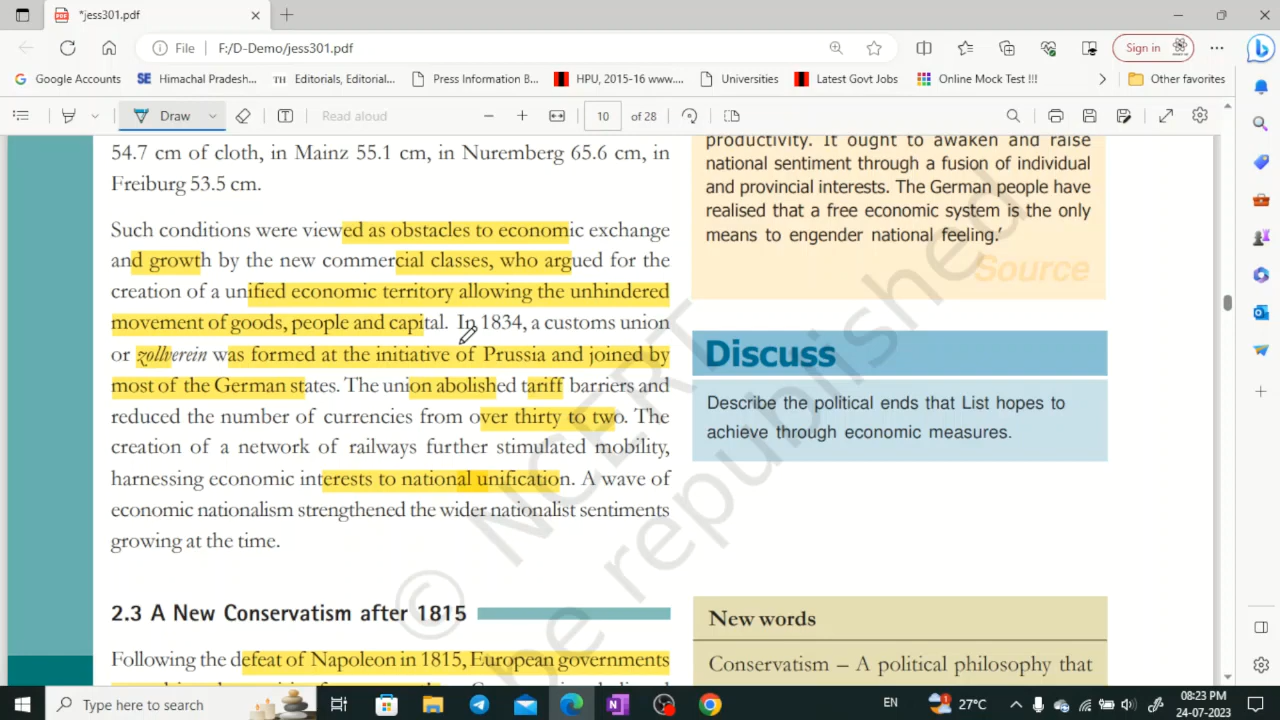 *jess301.pdf
File F:/D-Demo/jess301.pdf
Sign in
Google Accounts
Himachal Pradesh...
Editorials, Editorial...
Press Information B...
HPU, 2015-16 www....
Universities
Latest Govt Jobs
Online Mock Test !!!
Other favorites
Draw
Read aloud
10 of 28
54.7 cm of cloth, in Mainz 55.1 cm, in Nuremberg 65.6 cm, in
Freiburg 53.5 cm.
Such conditions were viewed as obstacles to economic exchange
and growth by the new commercial classes, who argued for the
creation of a unified economic territory allowing the unhindered
movement of goods, people and capital. In 1834, a customs union
or zollverein was formed at the initiative of Prussia and joined by
most of the German states. The union abolished tariff barriers and
reduced the number of currencies from over thirty to two. The
creation of a network of railways further stimulated mobility,
harnessing economic interests to national unification. A wave of
economic nationalism strengthened the wider nationalist sentiments
growing at the time.
2.3 A New Conservatism after 1815
Following the defeat of Napoleon in 1815, European governments
productivity. It ought to awaken and raise
national sentiment through a fusion of individual
and provincial interests. The German people have
realised that a free economic system is the only
means to engender national feeling.’
Source
Discuss
Describe the political ends that List hopes to
achieve through economic measures.
New words
Conservatism – A political philosophy that
© NCERT
be republished
Type here to search
EN
27°C
08:23 PM
24-07-2023